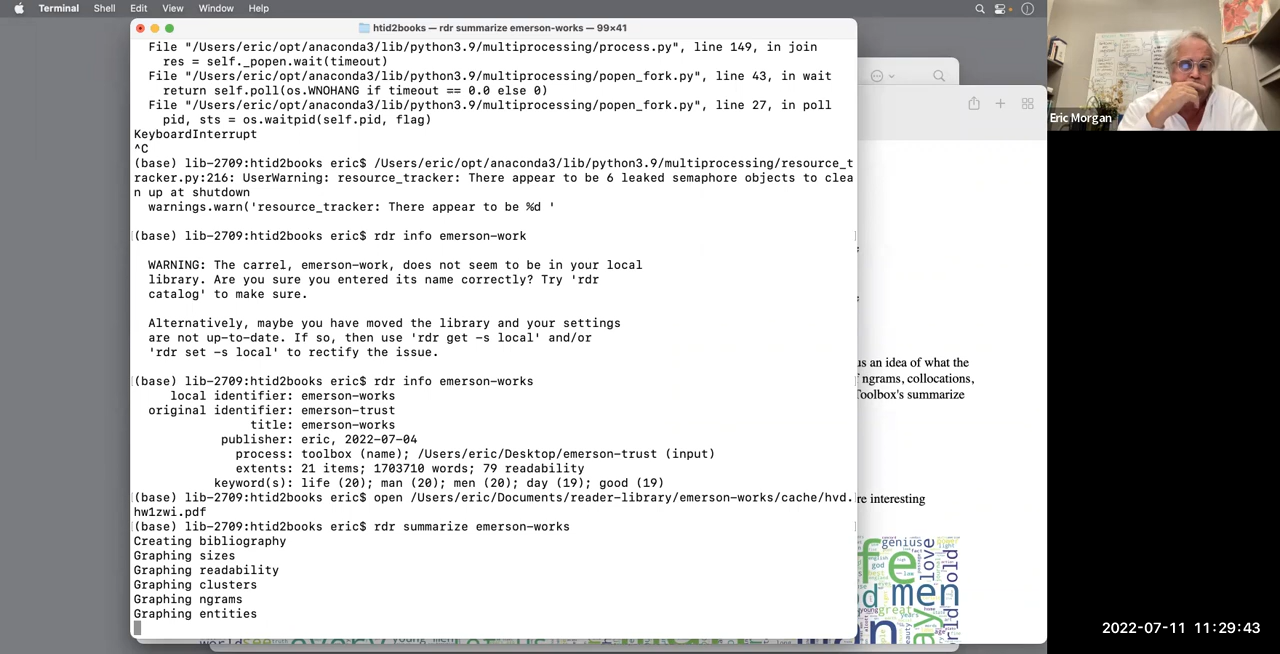 Terminal Shell Edit View Window Help
htid2books — rdr summarize emerson-works — 99×41
File "/Users/eric/opt/anaconda3/lib/python3.9/multiprocessing/process.py", line 149, in join
res = self._popen.wait(timeout)
File "/Users/eric/opt/anaconda3/lib/python3.9/multiprocessing/popen_fork.py", line 43, in wait
return self.poll(os.WNOHANG if timeout == 0.0 else 0)
File "/Users/eric/opt/anaconda3/lib/python3.9/multiprocessing/popen_fork.py", line 27, in poll
pid, sts = os.waitpid(self.pid, flag)
KeyboardInterrupt
^C
(base) lib-2709:htid2books eric$ /Users/eric/opt/anaconda3/lib/python3.9/multiprocessing/resource_t
racker.py:216: UserWarning: resource_tracker: There appear to be 6 leaked semaphore objects to clea
n up at shutdown
warnings.warn('resource_tracker: There appear to be %d '
(base) lib-2709:htid2books eric$ rdr info emerson-work
WARNING: The carrel, emerson-work, does not seem to be in your local
library. Are you sure you entered its name correctly? Try 'rdr
catalog' to make sure.
Alternatively, maybe you have moved the library and your settings
are not up-to-date. If so, then use 'rdr get -s local' and/or
'rdr set -s local' to rectify the issue.
(base) lib-2709:htid2books eric$ rdr info emerson-works
local identifier: emerson-works
original identifier: emerson-trust
title: emerson-works
publisher: eric, 2022-07-04
process: toolbox (name); /Users/eric/Desktop/emerson-trust (input)
extents: 21 items; 1703710 words; 79 readability
keyword(s): life (20); man (20); men (20); day (19); good (19)
(base) lib-2709:htid2books eric$ open /Users/eric/Documents/reader-library/emerson-works/cache/hvd.
hw1zwi.pdf
(base) lib-2709:htid2books eric$ rdr summarize emerson-works
Creating bibliography
Graphing sizes
Graphing readability
Graphing clusters
Graphing ngrams
Graphing entities
us an idea of what the
ngrams, collocations,
Toolbox's summarize
re interesting
genius
love
old
god
men
great
young
years
Eric Morgan
2022-07-11 11:29:43